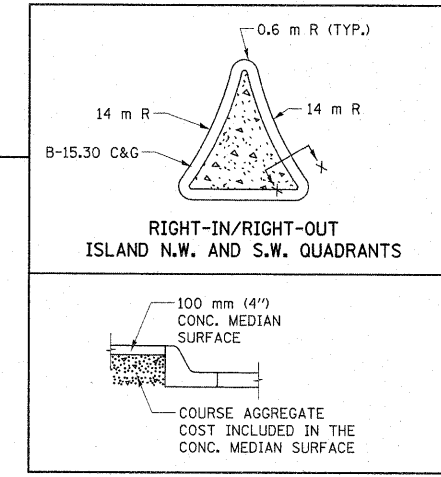 0.6 m R (TYP.)
14 m R
14 m R
B-15.30 C&G
X
X
RIGHT-IN/RIGHT-OUT
ISLAND N.W. AND S.W. QUADRANTS
100 mm (4")
CONC. MEDIAN
SURFACE
COURSE AGGREGATE
COST INCLUDED IN THE
CONC. MEDIAN SURFACE